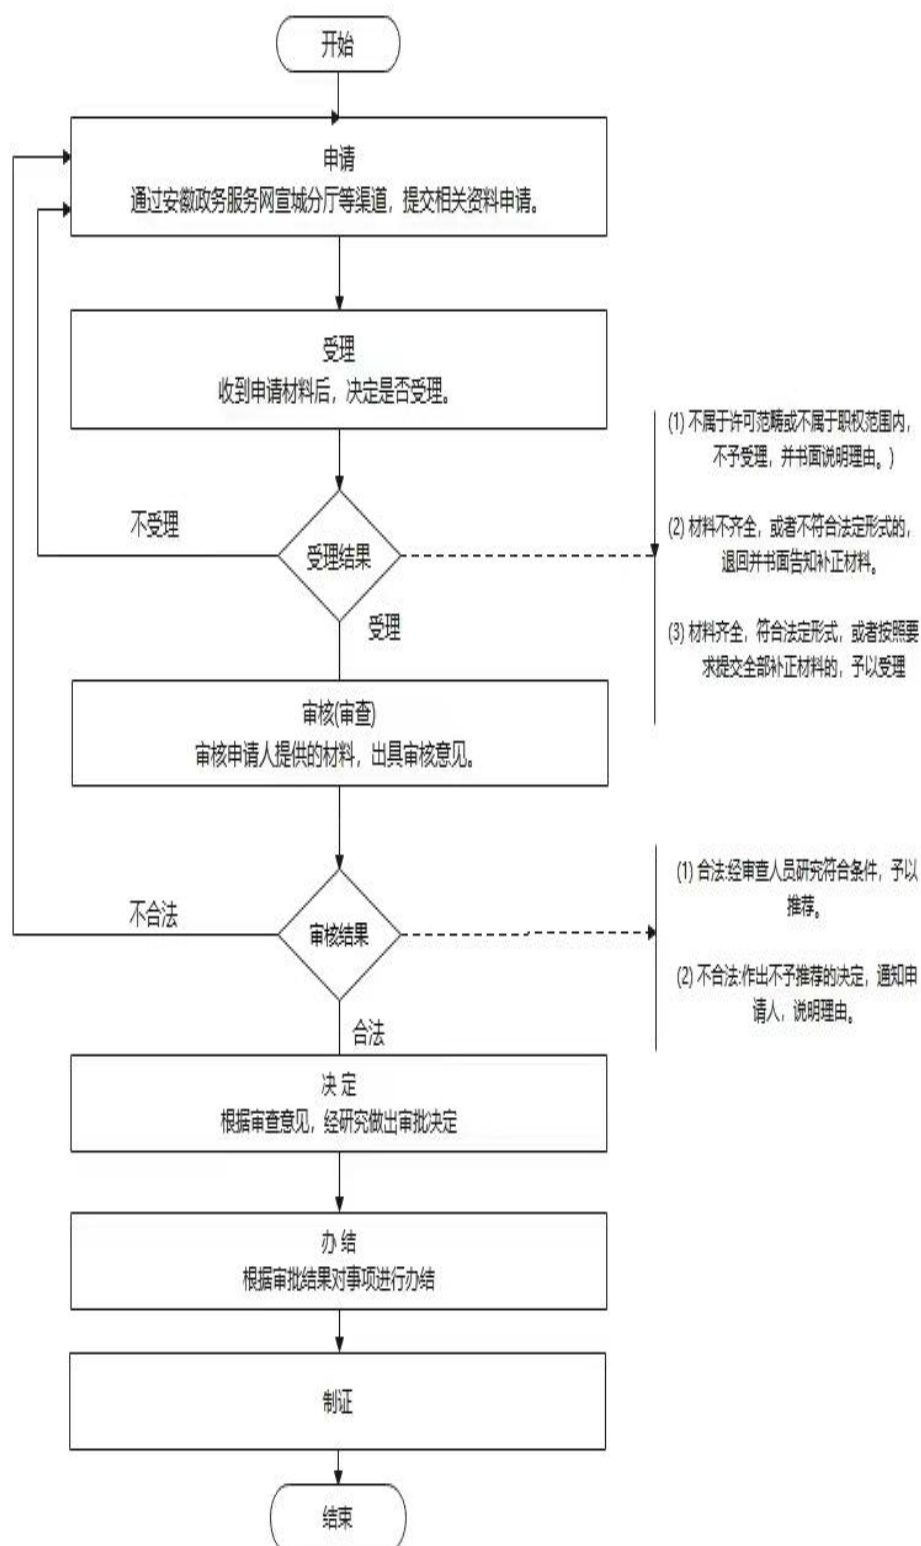 开始
申请
通过安徽政务服务网宣城分厅等渠道，提交相关资料申请。
受理
收到申请材料后，决定是否受理。
(1) 不属于许可范畴或不属于职权范围内，
不予受理，并书面说明理由。)
不受理
(2) 材料不齐全，或者不符合法定形式的，
退回并书面告知补正材料。
受理结果
受理
(3) 材料齐全，符合法定形式，或者按照要
求提交全部补正材料的，予以受理
审核(审查)
审核申请人提供的材料，出具审核意见。
(1) 合法:经审查人员研究符合条件，予以
推荐。
不合法
审核结果
(2) 不合法:作出不予推荐的决定，通知申
请人，说明理由。
合法
决 定
根据审查意见，经研究做出审批决定
办 结
根据审批结果对事项进行办结
制证
结束